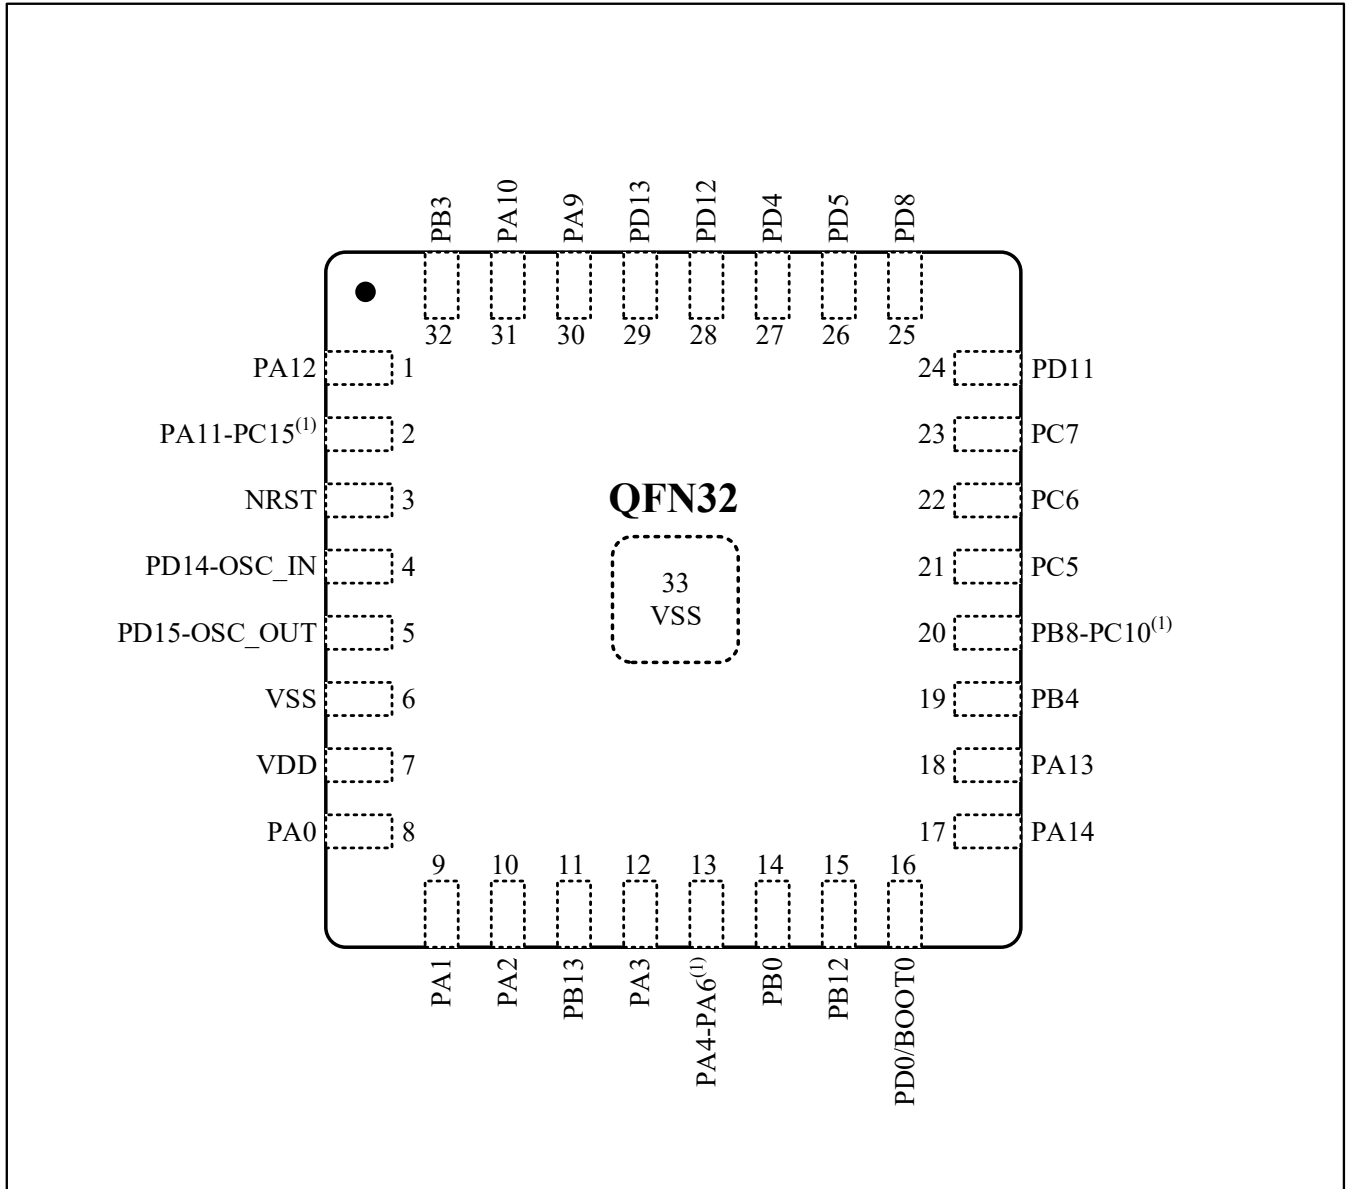 PB3 PA10 PA9 PD13 PD12 PD4 PD5 PD8
32 31 30 29 28 27 26 25
PA12 1 24 PD11
PA11-PC15(1) 2 23 PC7
NRST 3 QFN32 22 PC6
PD14-OSC_IN 4 21 PC5
33
VSS
PD15-OSC_OUT 5 20 PB8-PC10(1)
VSS 6 19 PB4
VDD 7 18 PA13
PA0 8 17 PA14
9 10 11 12 13 14 15 16
PA1 PA2 PB13 PA3 PA4-PA6(1) PB0 PB12 PD0/BOOT0